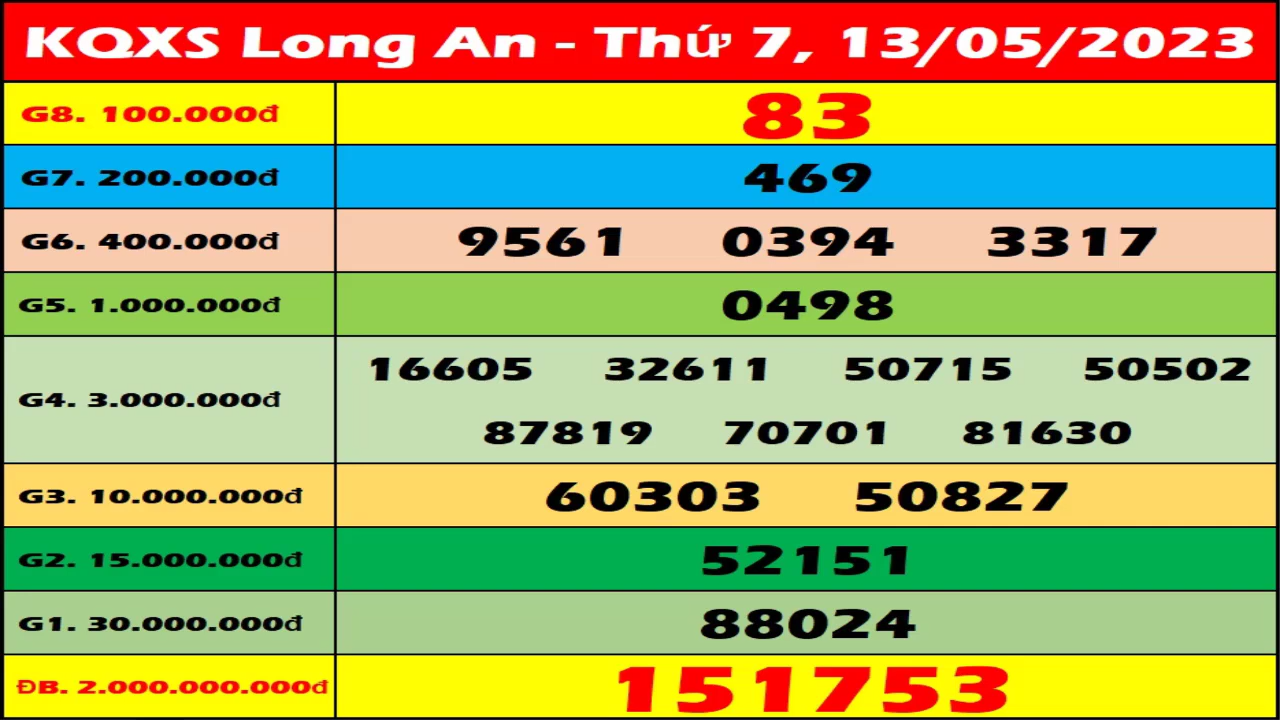 KQXS Long An - Thứ 7, 13/05/2023
G8. 100.000đ 83
G7. 200.000đ 469
G6. 400.000đ 9561 0394 3317
G5. 1.000.000đ 0498
G4. 3.000.000đ 16605 32611 50715 50502
87819 70701 81630
G3. 10.000.000đ 60303 50827
G2. 15.000.000đ 52151
G1. 30.000.000đ 88024
ĐB. 2.000.000.000đ 151753